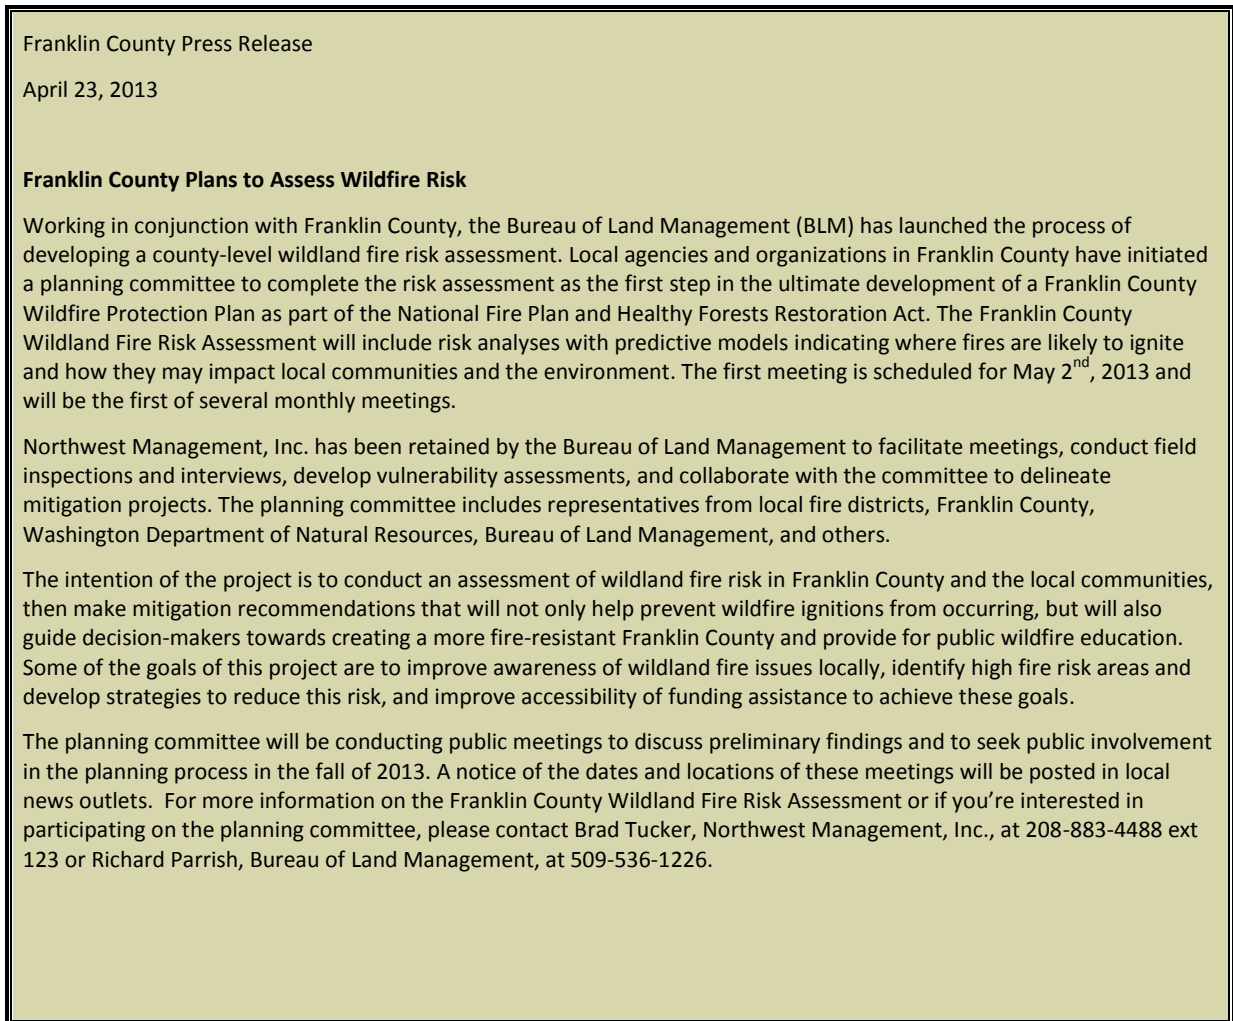 Franklin County Press Release
April 23, 2013
Franklin County Plans to Assess Wildfire Risk
Working in conjunction with Franklin County, the Bureau of Land Management (BLM) has launched the process of
developing a county-level wildland fire risk assessment. Local agencies and organizations in Franklin County have initiated
a planning committee to complete the risk assessment as the first step in the ultimate development of a Franklin County
Wildfire Protection Plan as part of the National Fire Plan and Healthy Forests Restoration Act. The Franklin County
Wildland Fire Risk Assessment will include risk analyses with predictive models indicating where fires are likely to ignite
and how they may impact local communities and the environment. The first meeting is scheduled for May 2nd, 2013 and
will be the first of several monthly meetings.
Northwest Management, Inc. has been retained by the Bureau of Land Management to facilitate meetings, conduct field
inspections and interviews, develop vulnerability assessments, and collaborate with the committee to delineate
mitigation projects. The planning committee includes representatives from local fire districts, Franklin County,
Washington Department of Natural Resources, Bureau of Land Management, and others.
The intention of the project is to conduct an assessment of wildland fire risk in Franklin County and the local communities,
then make mitigation recommendations that will not only help prevent wildfire ignitions from occurring, but will also
guide decision-makers towards creating a more fire-resistant Franklin County and provide for public wildfire education.
Some of the goals of this project are to improve awareness of wildland fire issues locally, identify high fire risk areas and
develop strategies to reduce this risk, and improve accessibility of funding assistance to achieve these goals.
The planning committee will be conducting public meetings to discuss preliminary findings and to seek public involvement
in the planning process in the fall of 2013. A notice of the dates and locations of these meetings will be posted in local
news outlets.  For more information on the Franklin County Wildland Fire Risk Assessment or if you’re interested in
participating on the planning committee, please contact Brad Tucker, Northwest Management, Inc., at 208-883-4488 ext
123 or Richard Parrish, Bureau of Land Management, at 509-536-1226.